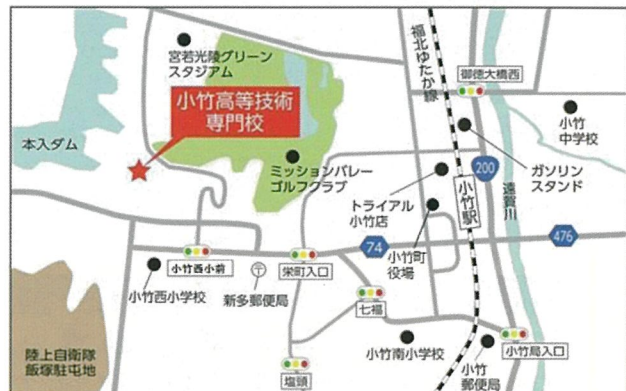 宮若光陵グリーン
スタジアム
小竹高等技術
専門校
本入ダム
ミッションバレー
ゴルフクラブ
福北ゆたか線
御徳大橋西
小竹
中学校
ガソリン
スタンド
200
遠賀川
トライアル
小竹店
小竹駅
小竹町
役場
74
476
小竹西小前
小竹西小学校
〒
新多郵便局
栄町入口
七福
陸上自衛隊
飯塚駐屯地
塩頭
小竹南小学校
小竹
郵便局
小竹局入口